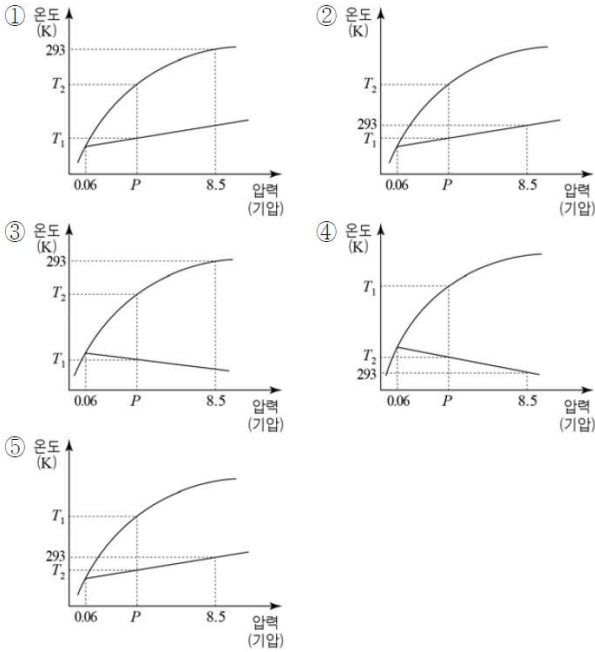 ①
온도
(K)
293
T₂
T₁
0.06
P
8.5
압력
(기압)
②
온도
(K)
T₂
293
T₁
0.06
P
8.5
압력
(기압)
③
온도
(K)
293
T₂
T₁
0.06
P
8.5
압력
(기압)
④
온도
(K)
T₁
T₂
293
0.06
P
8.5
압력
(기압)
⑤
온도
(K)
T₁
293
T₂
0.06
P
8.5
압력
(기압)